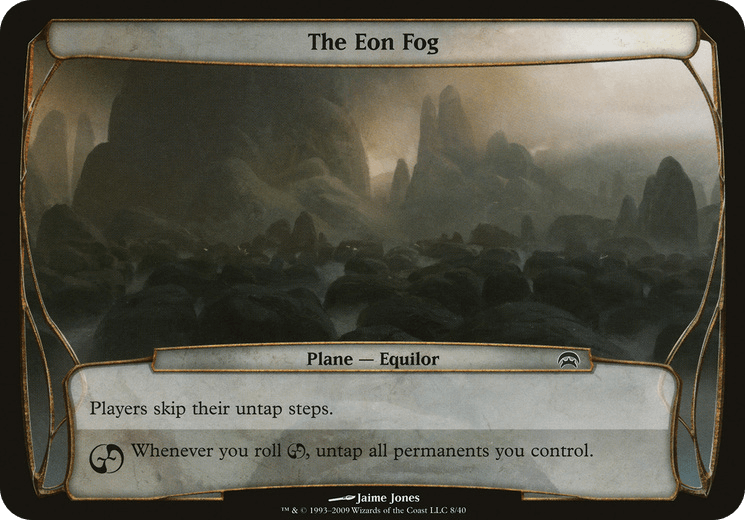 The Eon Fog
Plane — Equilor
Players skip their untap steps.
Whenever you roll , untap all permanents you control.
Jaime Jones
™ & © 1993–2009 Wizards of the Coast LLC 8/40